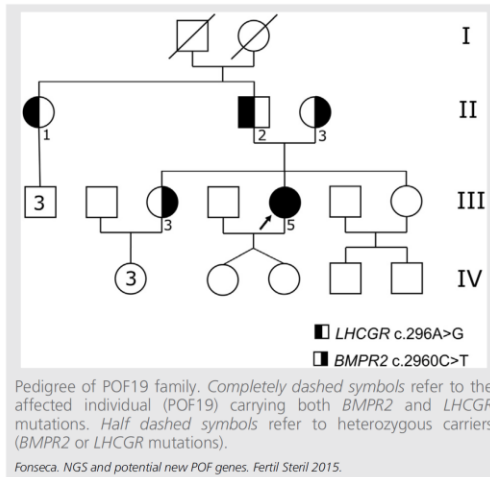 I
II
1
2
3
3
III
3
5
3
IV
LHCGR c.296A>G
BMPR2 c.2960C>T
Pedigree of POF19 family. Completely dashed symbols refer to the
affected individual (POF19) carrying both BMPR2 and LHCGR
mutations. Half dashed symbols refer to heterozygous carriers
(BMPR2 or LHCGR mutations).
Fonseca. NGS and potential new POF genes. Fertil Steril 2015.